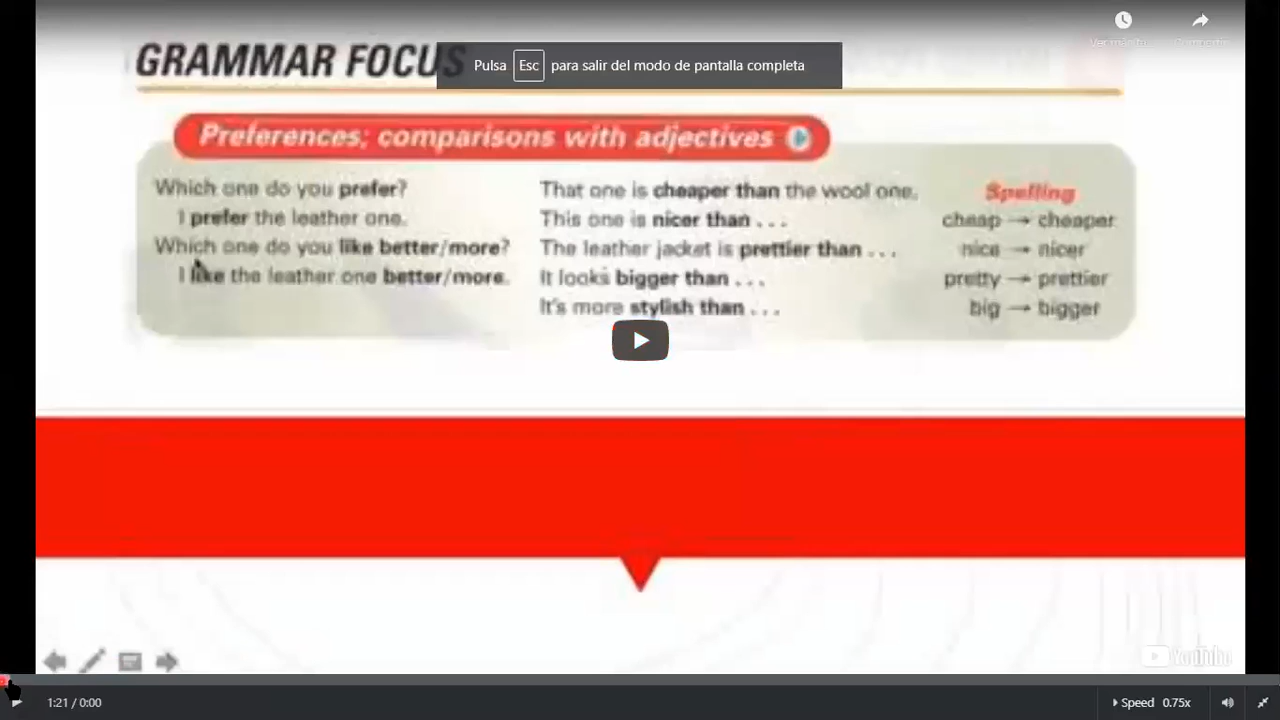 GRAMMAR FOCUS
Pulsa Esc para salir del modo de pantalla completa
Preferences; comparisons with adjectives
Which one do you prefer?
I prefer the leather one.
Which one do you like better/more?
I like the leather one better/more.
That one is cheaper than the wool one.
This one is nicer than . . .
The leather jacket is prettier than . . .
It looks bigger than . . .
It's more stylish than . . .
Spelling
cheap → cheaper
nice → nicer
pretty → prettier
big → bigger
YouTube
1:21 / 0:00
Speed 0.75x